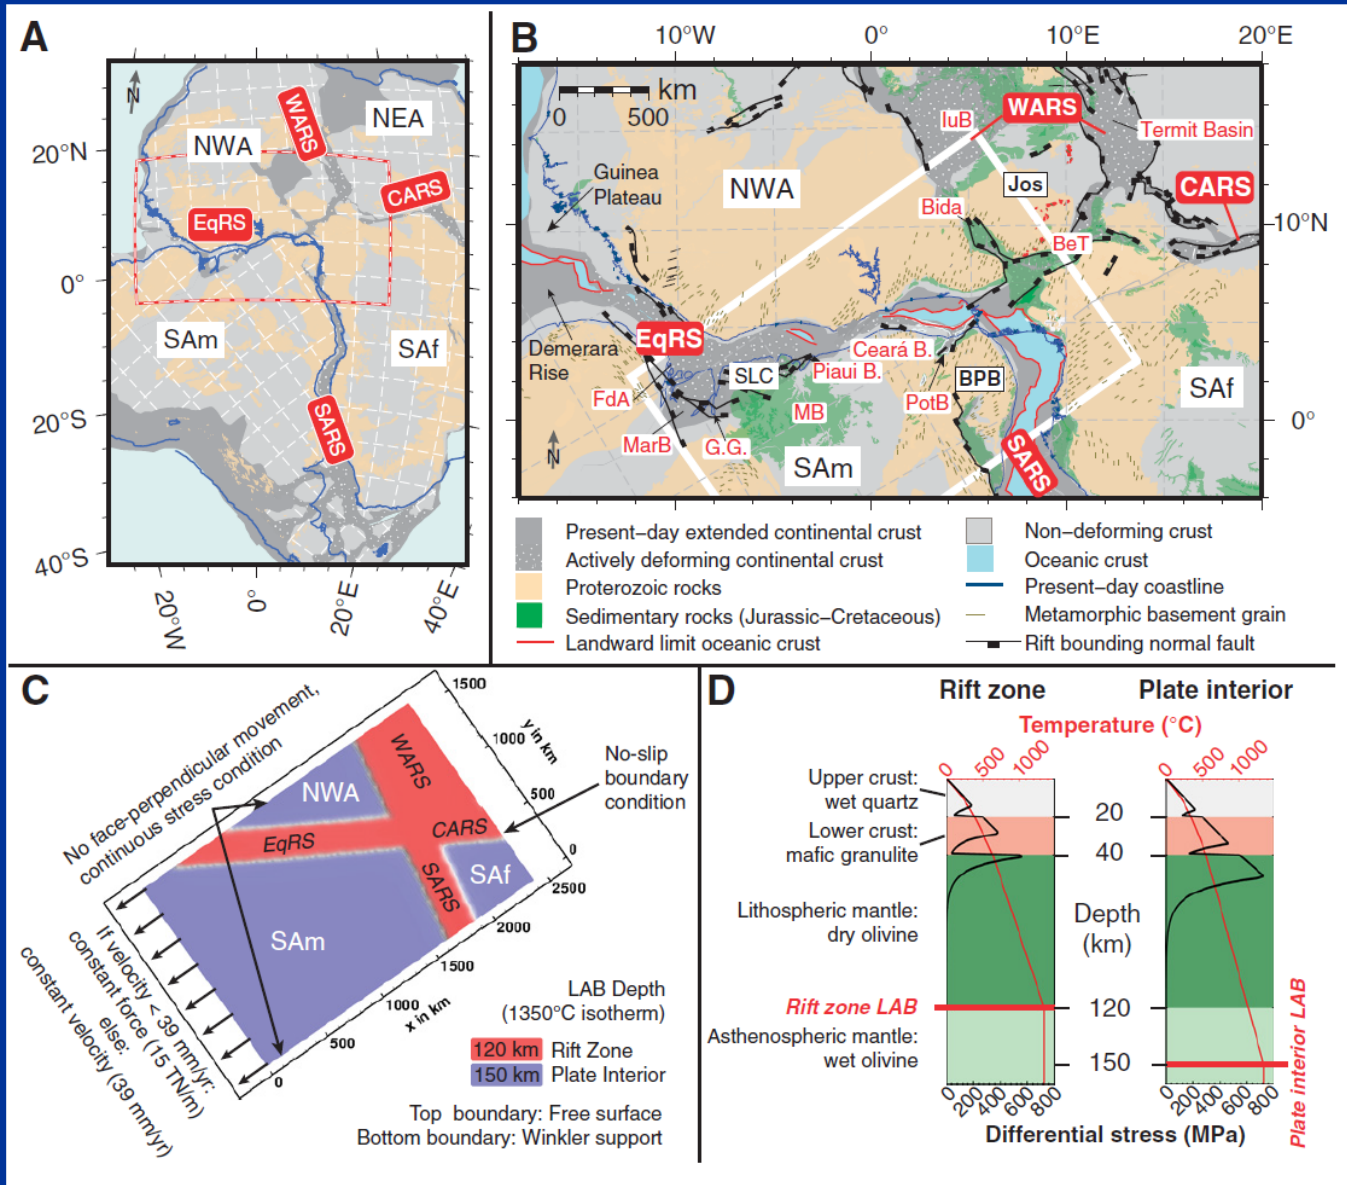 A
N
NWA
NEA
WARS
CARS
EqRS
SAm
SAf
SARS
20°N
0°
20°S
40°S
20°W
0°
20°E
40°E
B
10°W
0°
10°E
20°E
10°N
0°
km
0
500
IuB
WARS
Termit Basin
Guinea
Plateau
NWA
Jos
CARS
Bida
BeT
EqRS
Demerara
Rise
Ceará B.
SLC
Piaui B.
BPB
SAf
FdA
MB
PotB
MarB
G.G.
SAm
SARS
N
Present-day extended continental crust
Actively deforming continental crust
Proterozoic rocks
Sedimentary rocks (Jurassic-Cretaceous)
Landward limit oceanic crust
Non-deforming crust
Oceanic crust
Present-day coastline
Metamorphic basement grain
Rift bounding normal fault
C
No face-perpendicular movement,
continuous stress condition
1500
1000
y in km
500
0
No-slip
boundary
condition
WARS
NWA
CARS
EqRS
SARS
SAf
SAm
2500
2000
1500
1000
x in km
500
0
If velocity < 39 mm/yr:
constant force (15 TN/m)
else:
constant velocity (39 mm/yr)
LAB Depth
(1350°C isotherm)
120 km Rift Zone
150 km Plate Interior
Top boundary: Free surface
Bottom boundary: Winkler support
D
Rift zone
Plate interior
Temperature (°C)
0 500 1000
0 500 1000
Upper crust:
wet quartz
20
Lower crust:
mafic granulite
40
Lithospheric mantle:
dry olivine
Depth
(km)
Rift zone LAB
120
Asthenospheric mantle:
wet olivine
150
Plate interior LAB
0 200 400 600 800
0 200 400 600 800
Differential stress (MPa)